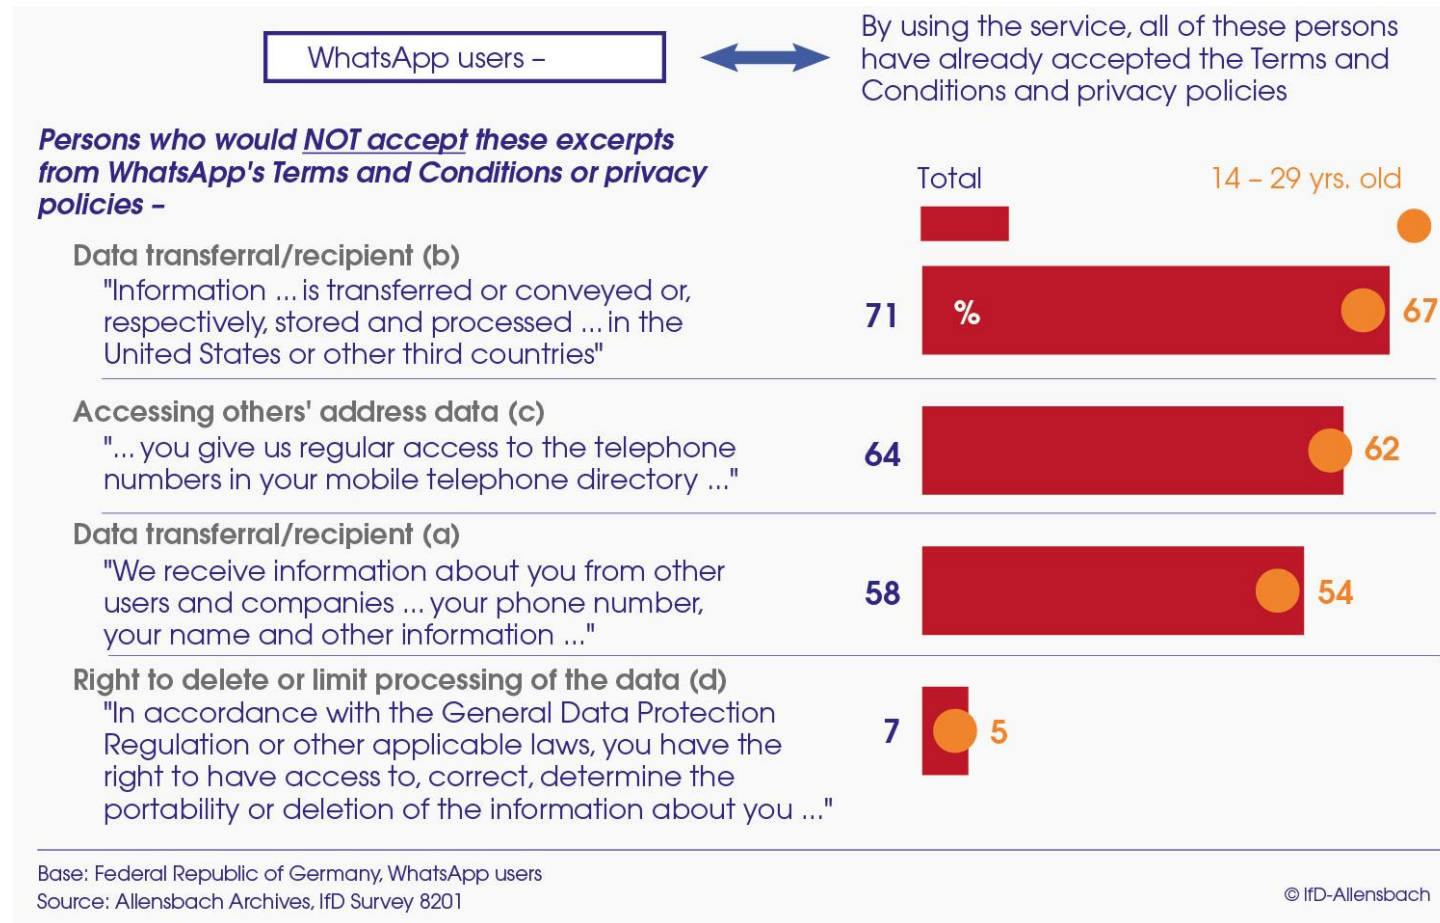 WhatsApp users –
By using the service, all of these persons
have already accepted the Terms and
Conditions and privacy policies
Persons who would NOT accept these excerpts
from WhatsApp's Terms and Conditions or privacy
policies –
Total
14 – 29 yrs. old
Data transferral/recipient (b)
"Information ... is transferred or conveyed or,
respectively, stored and processed ... in the
United States or other third countries"
71 % 67
Accessing others' address data (c)
"... you give us regular access to the telephone
numbers in your mobile telephone directory ..."
64 62
Data transferral/recipient (a)
"We receive information about you from other
users and companies ... your phone number,
your name and other information ..."
58 54
Right to delete or limit processing of the data (d)
"In accordance with the General Data Protection
Regulation or other applicable laws, you have the
right to have access to, correct, determine the
portability or deletion of the information about you ..."
7 5
Base: Federal Republic of Germany, WhatsApp users
Source: Allensbach Archives, IfD Survey 8201
© IfD-Allensbach